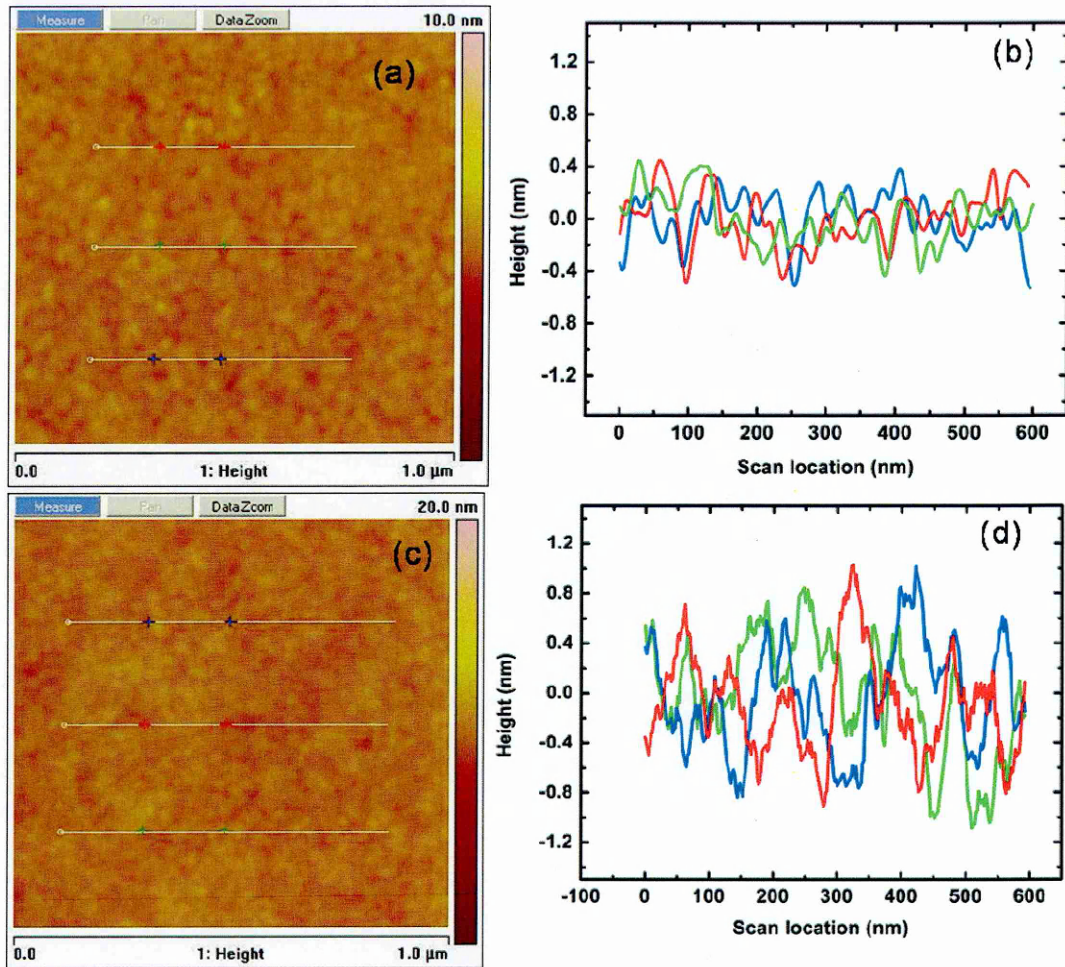 Measure Pan Data Zoom 10.0 nm
(a)
0.0 1: Height 1.0 µm
(b)
1.2
0.8
0.4
0.0
-0.4
-0.8
-1.2
Height (nm)
0 100 200 300 400 500 600
Scan location (nm)
Measure Pan Data Zoom 20.0 nm
(c)
0.0 1: Height 1.0 µm
(d)
1.2
0.8
0.4
0.0
-0.4
-0.8
-1.2
Height (nm)
-100 0 100 200 300 400 500 600
Scan location (nm)